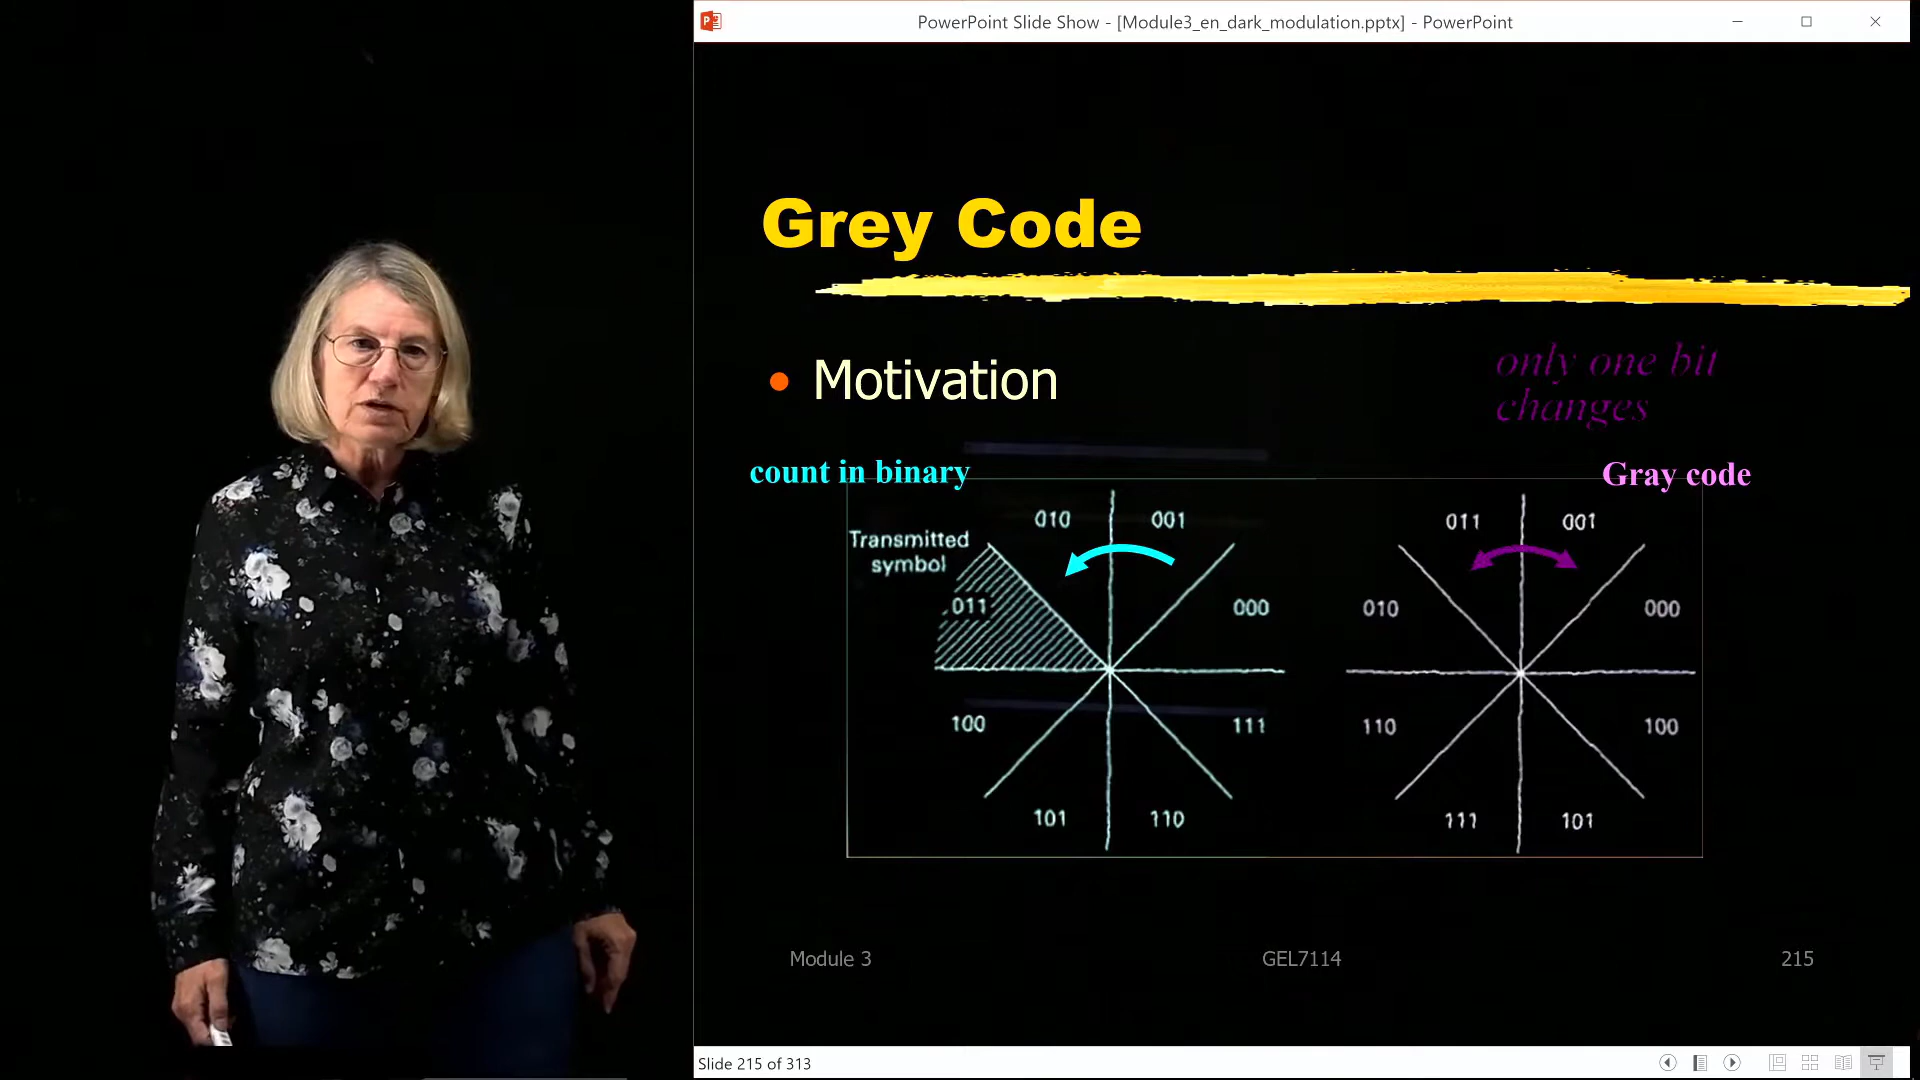 PowerPoint Slide Show - [Module3_en_dark_modulation.pptx] - PowerPoint
Grey Code
• Motivation
only one bit
changes
count in binary
Gray code
010 001
Transmitted
symbol
011
000
100
111
101 110
011 001
010 000
110 100
111 101
Module 3 GEL7114 215
Slide 215 of 313